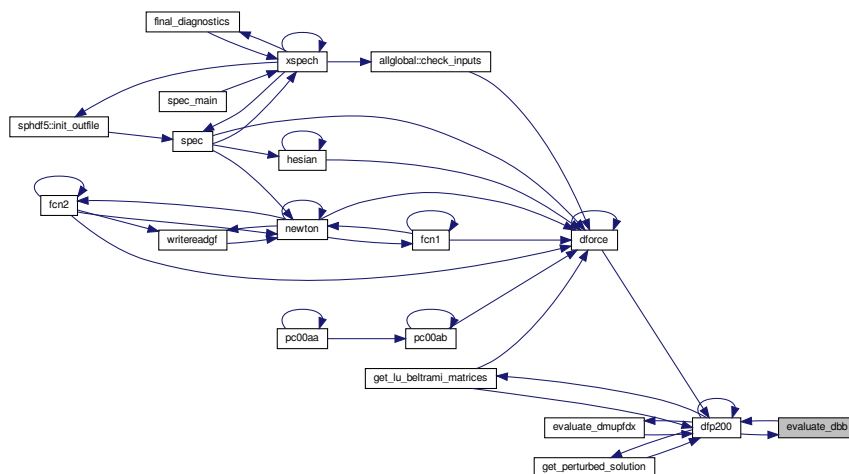 final_diagnostics
xspech
allglobal::check_inputs
spec_main
sphdf5::init_outfile
spec
hesian
fcn2
newton
writereadgf
fcn1
dforce
pc00aa
pc00ab
get_lu_beltrami_matrices
evaluate_dmupfdx
dfp200
evaluate_dbb
get_perturbed_solution